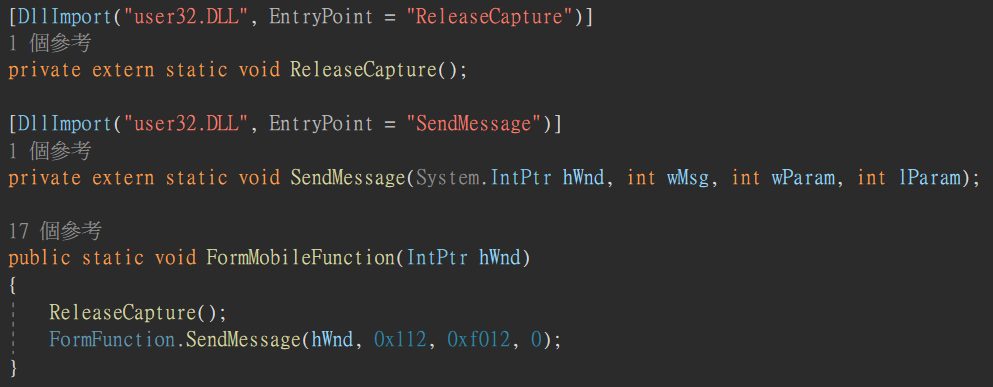 [DllImport("user32.DLL", EntryPoint = "ReleaseCapture")]
1 個參考
private extern static void ReleaseCapture();
[DllImport("user32.DLL", EntryPoint = "SendMessage")]
1 個參考
private extern static void SendMessage(System.IntPtr hWnd, int wMsg, int wParam, int lParam);
17 個參考
public static void FormMobileFunction(IntPtr hWnd)
{
ReleaseCapture();
FormFunction.SendMessage(hWnd, 0x112, 0xf012, 0);
}